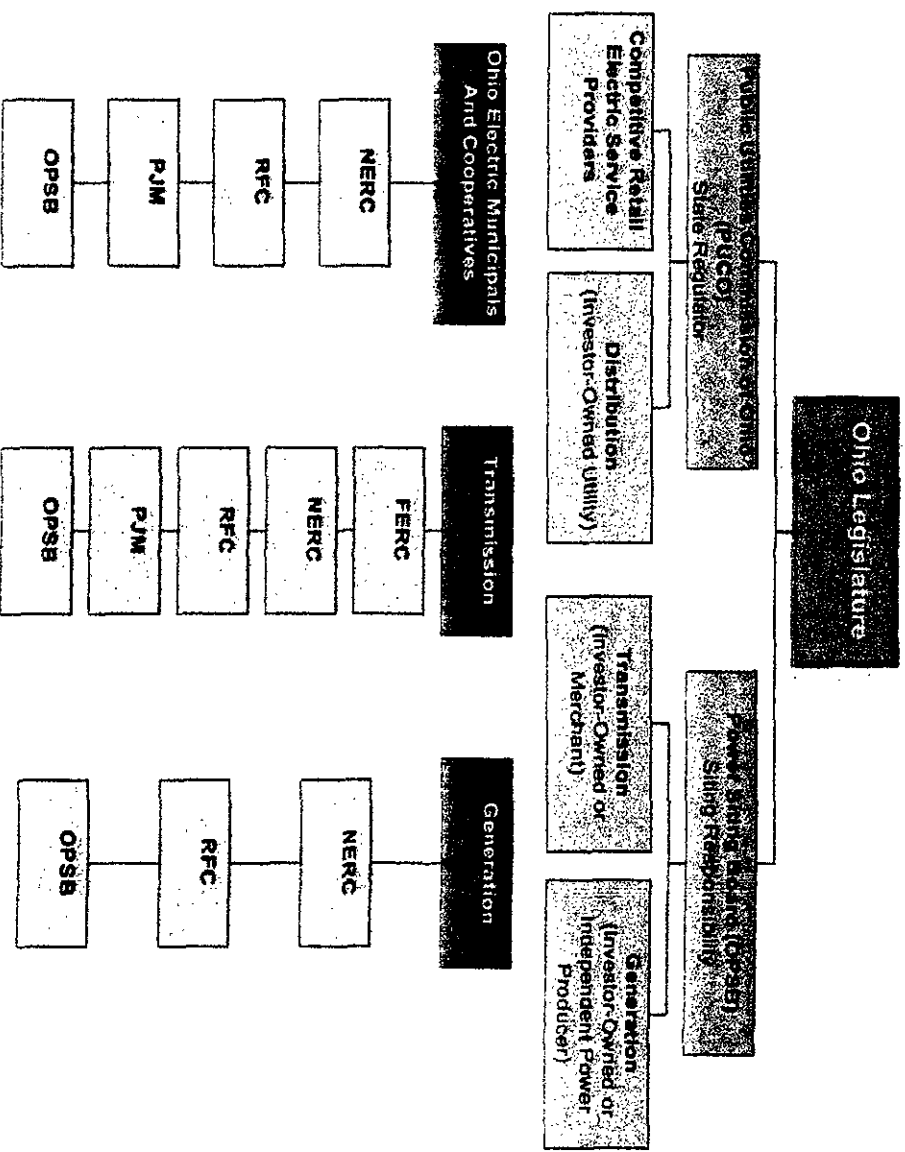 Ohio Legislature
Public Utilities Commission of Ohio
(PUCO)
State Regulator
Power Siting Board (OPSB)
Siting Responsibility
Competitive Retail
Electric Service
Providers
Distribution
(Investor-Owned Utility)
Transmission
(Investor-Owned or
Merchant)
Generation
(Investor-Owned or
Independent Power
Producer)
Ohio Electric Municipals
And Cooperatives
NERC
RFC
PJM
OPSB
Transmission
FERC
NERC
RFC
PJM
OPSB
Generation
NERC
RFC
OPSB